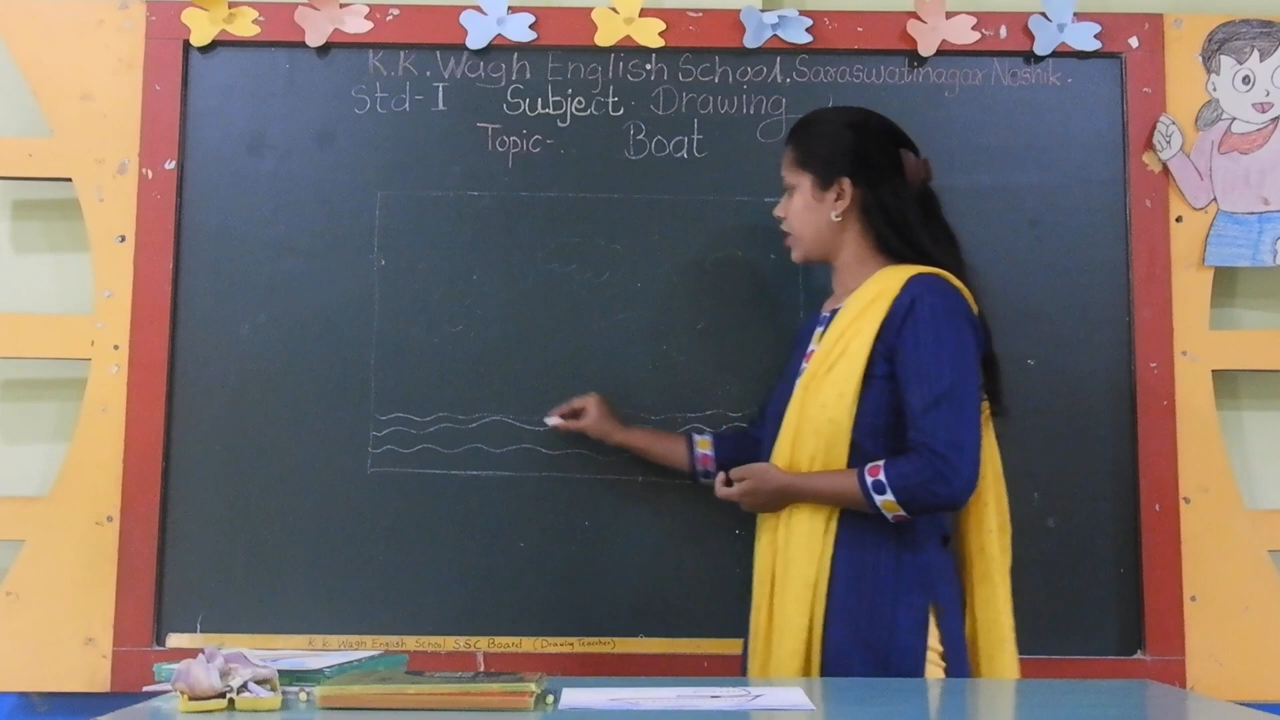 K.K. Wagh English School, Saraswatinagar Nashik.
Std-I Subject. Drawing
Topic-. Boat
K.K. Wagh English School SSC Board (Drawing Teacher)